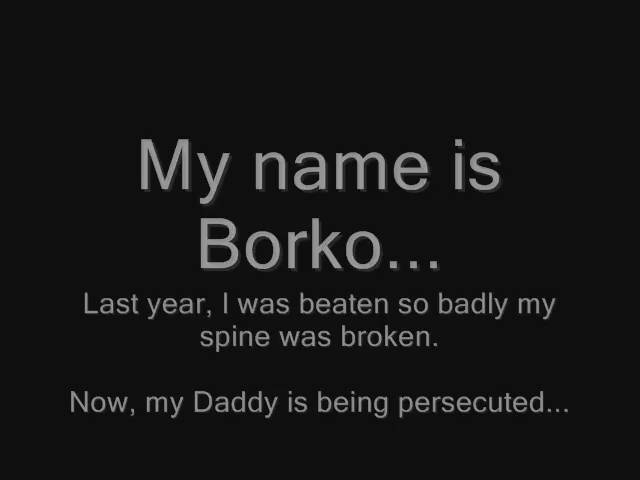 My name is
Borko...
Last year, I was beaten so badly my
spine was broken.
Now, my Daddy is being persecuted...